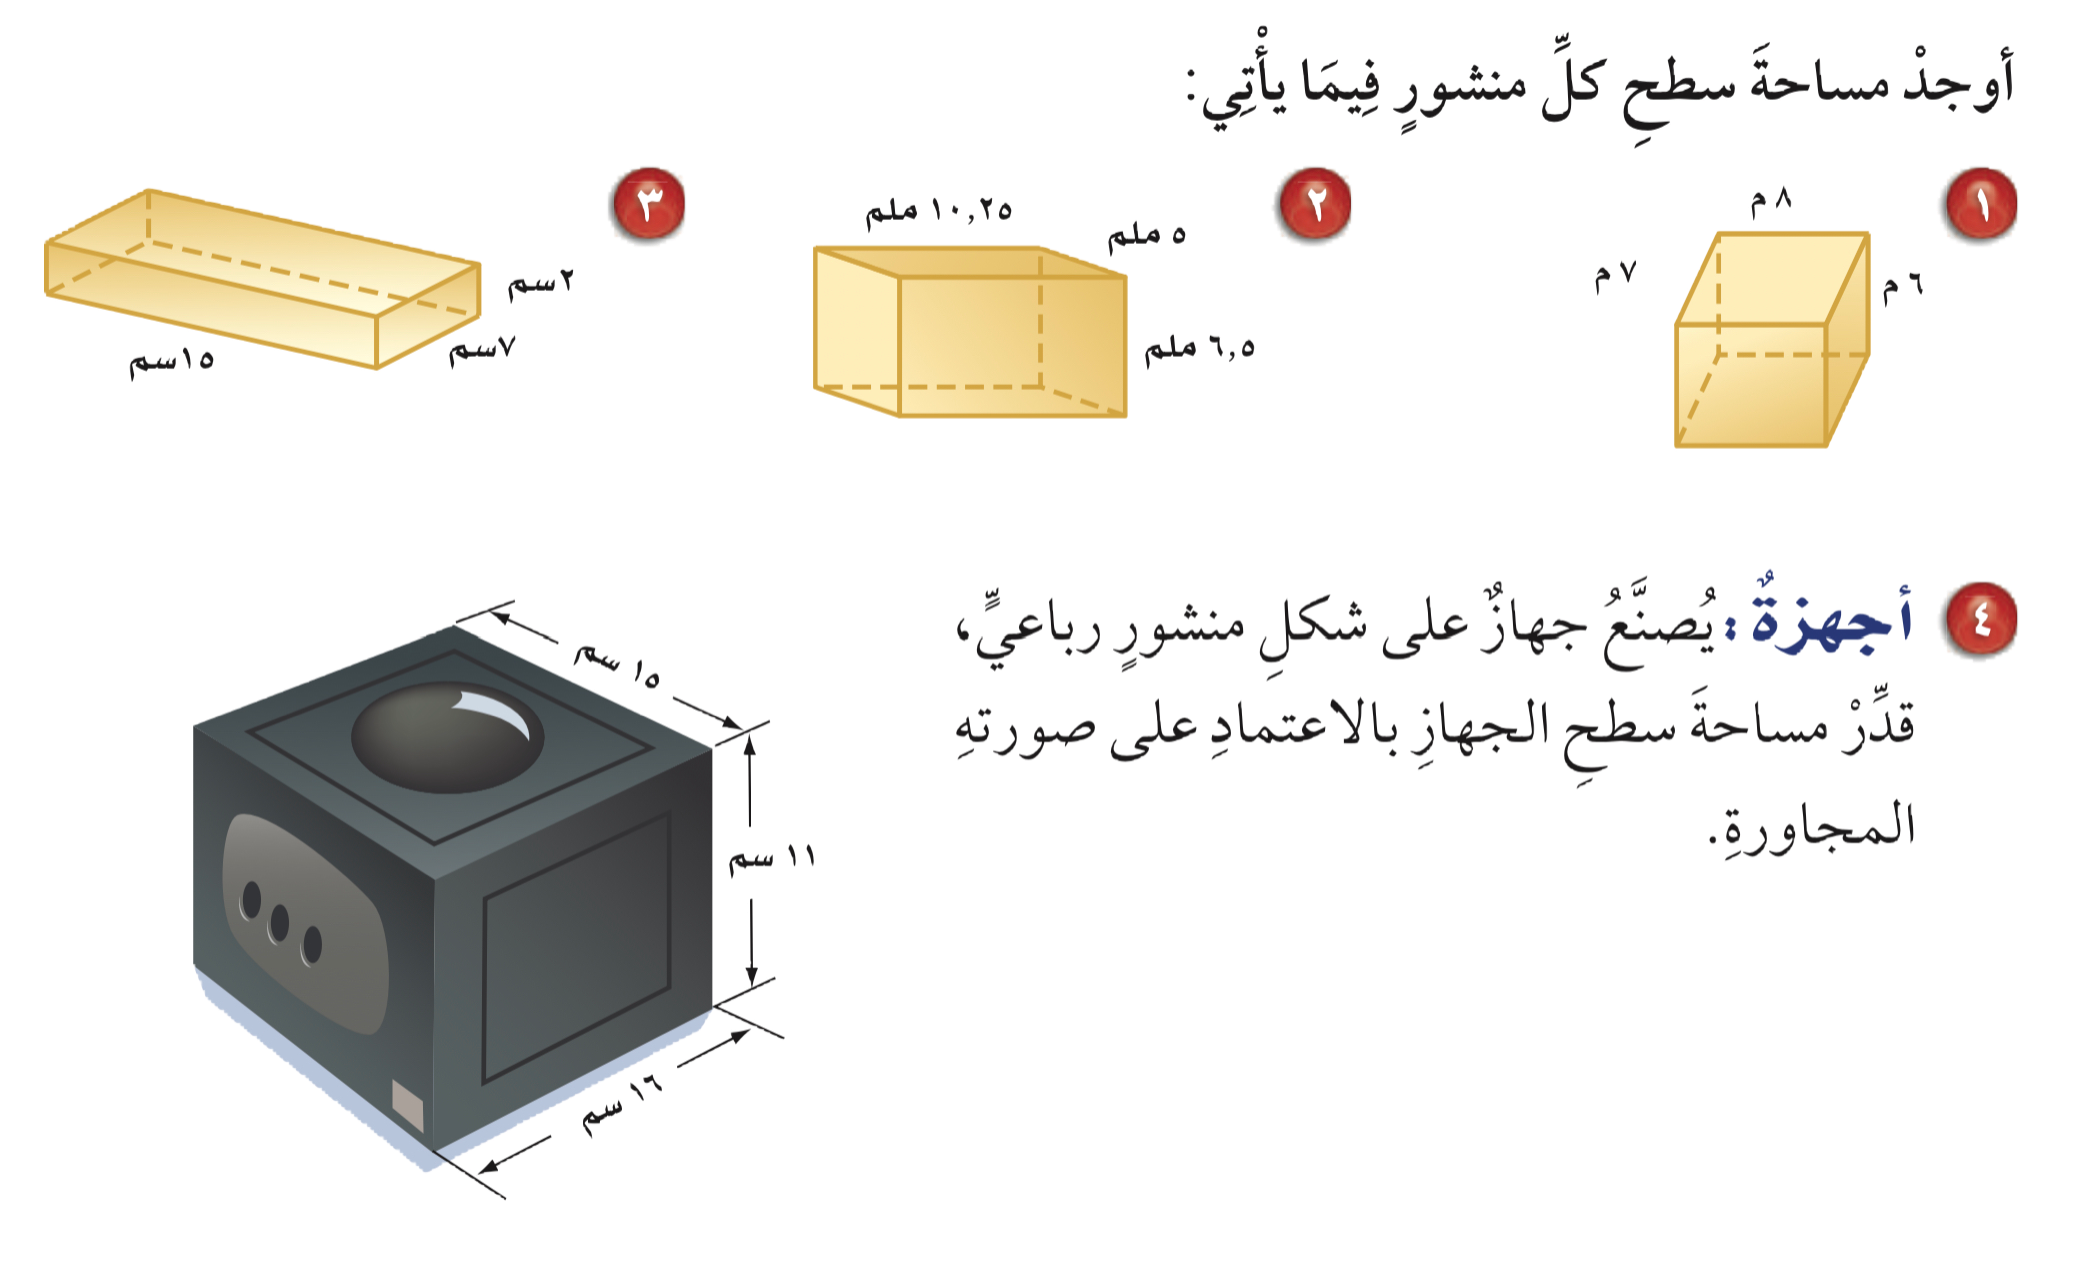 أوجدْ مساحةَ سطحِ كلِّ منشورٍ فِيمَا يأْتِي:
١
٨ م
٧ م
٦ م
٢
١٠,٢٥ ملم
٥ ملم
٦,٥ ملم
٣
٢سم
٧سم
١٥سم
٤ أجهزةٌ: يُصنَّعُ جهازٌ على شكلِ منشورٍ رباعيٍّ،
قدِّرْ مساحةَ سطحِ الجهازِ بالاعتمادِ على صورتهِ
المجاورةِ.
١٥ سم
١١ سم
١٦ سم